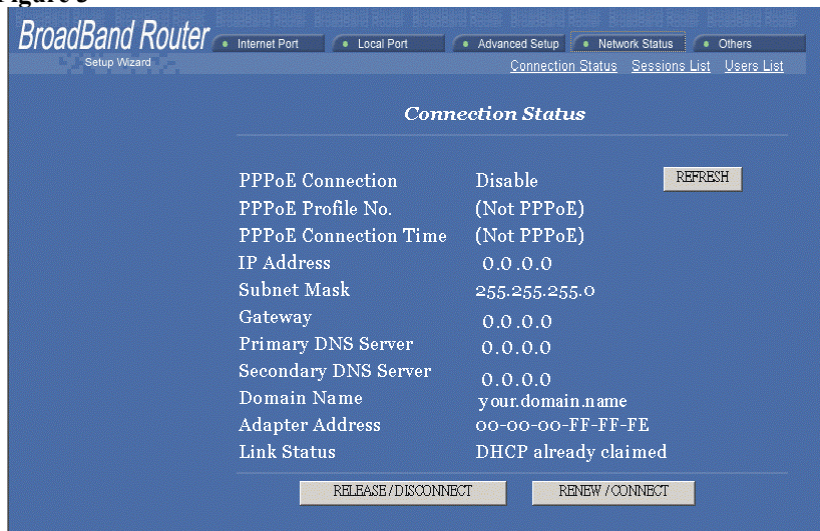 BroadBand Router
Setup Wizard
Internet Port Local Port Advanced Setup Network Status Others
Connection Status Sessions List Users List
Connection Status
PPPoE Connection Disable REFRESH
PPPoE Profile No. (Not PPPoE)
PPPoE Connection Time (Not PPPoE)
IP Address 0.0.0.0
Subnet Mask 255.255.255.0
Gateway 0.0.0.0
Primary DNS Server 0.0.0.0
Secondary DNS Server 0.0.0.0
Domain Name your.domain.name
Adapter Address 00-00-00-FF-FF-FE
Link Status DHCP already claimed
RELEASE/DISCONNECT RENEW/CONNECT